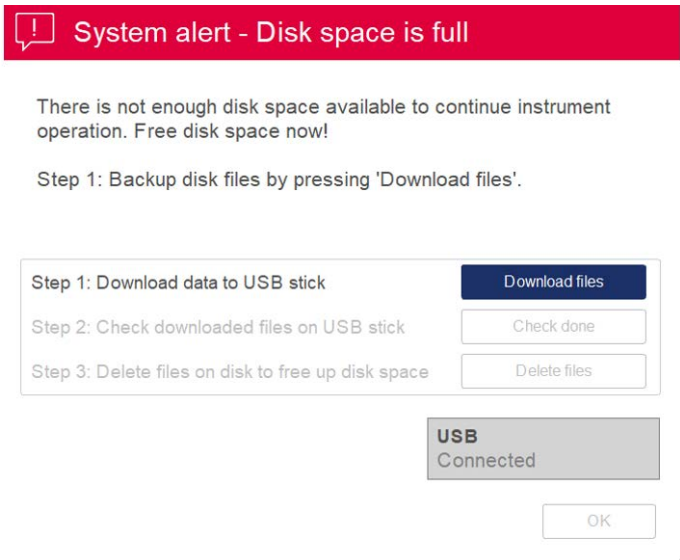 ! System alert - Disk space is full
There is not enough disk space available to continue instrument
operation. Free disk space now!
Step 1: Backup disk files by pressing 'Download files'.
Step 1: Download data to USB stick Download files
Step 2: Check downloaded files on USB stick Check done
Step 3: Delete files on disk to free up disk space Delete files
USB
Connected
OK